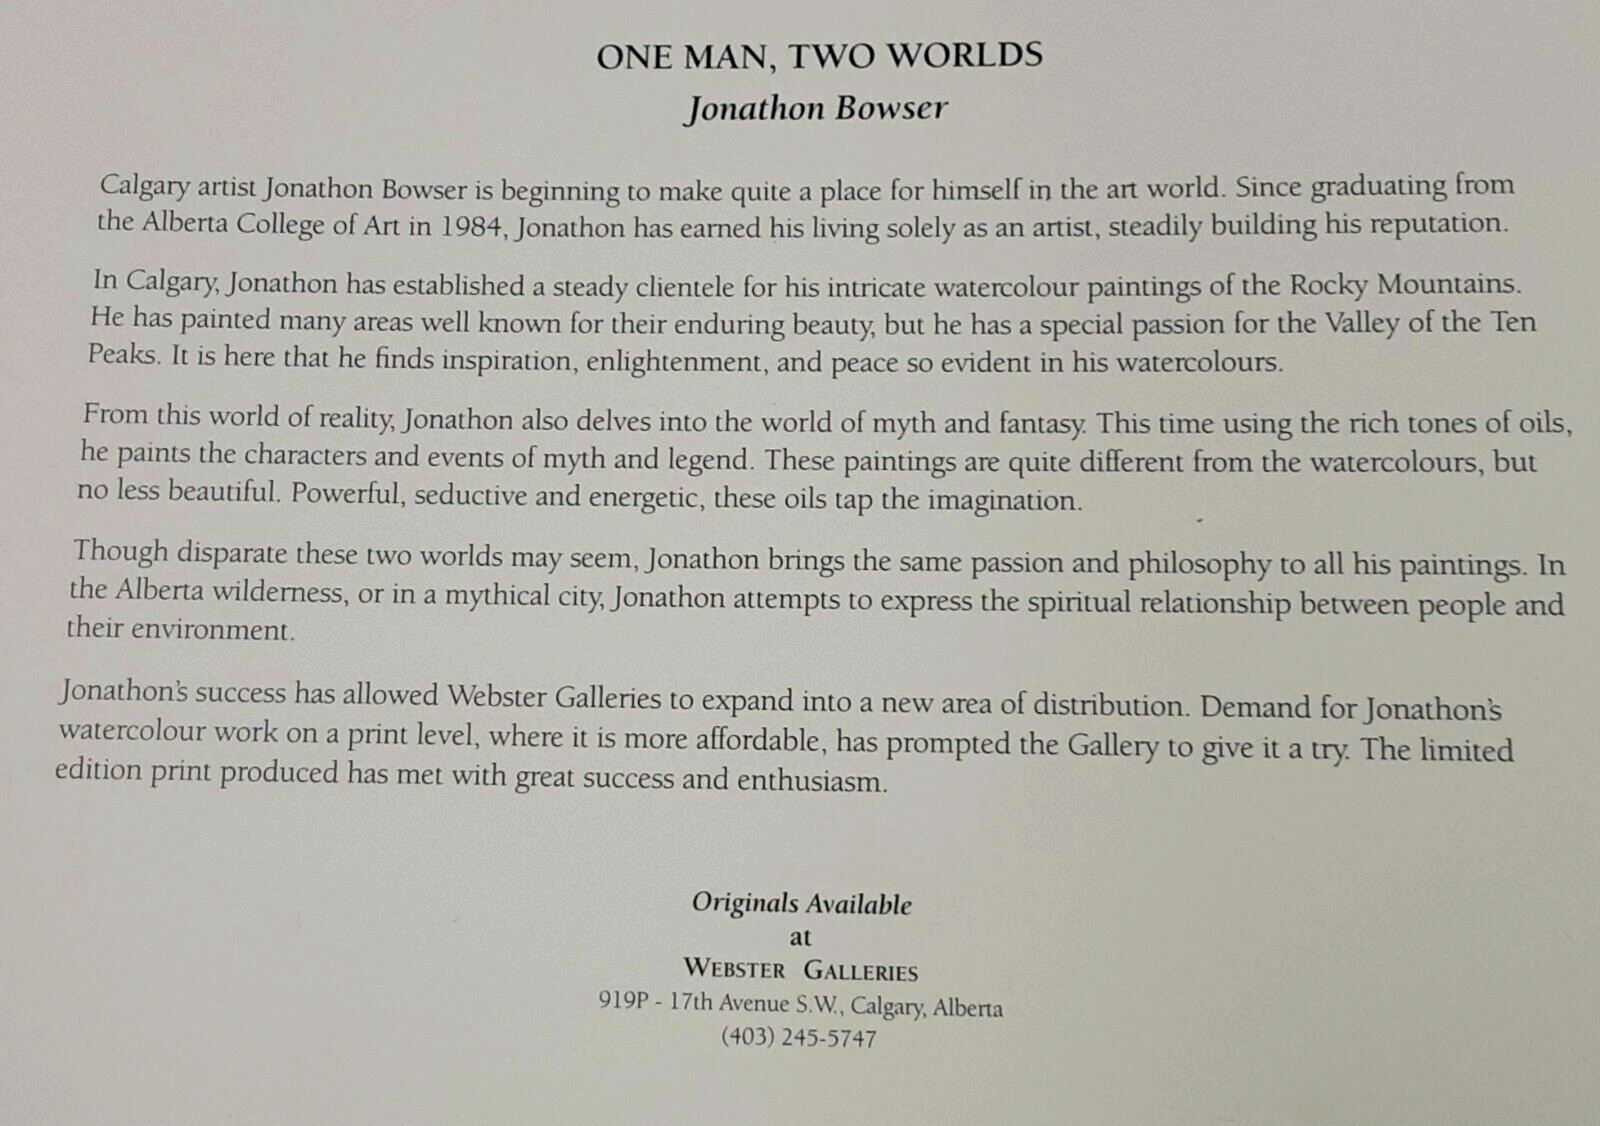 ONE MAN, TWO WORLDS
Jonathon Bowser
Calgary artist Jonathon Bowser is beginning to make quite a place for himself in the art world. Since graduating from
the Alberta College of Art in 1984, Jonathon has earned his living solely as an artist, steadily building his reputation.
In Calgary, Jonathon has established a steady clientele for his intricate watercolour paintings of the Rocky Mountains.
He has painted many areas well known for their enduring beauty, but he has a special passion for the Valley of the Ten
Peaks. It is here that he finds inspiration, enlightenment, and peace so evident in his watercolours.
From this world of reality, Jonathon also delves into the world of myth and fantasy. This time using the rich tones of oils,
he paints the characters and events of myth and legend. These paintings are quite different from the watercolours, but
no less beautiful. Powerful, seductive and energetic, these oils tap the imagination.
Though disparate these two worlds may seem, Jonathon brings the same passion and philosophy to all his paintings. In
the Alberta wilderness, or in a mythical city, Jonathon attempts to express the spiritual relationship between people and
their environment.
Jonathon's success has allowed Webster Galleries to expand into a new area of distribution. Demand for Jonathon's
watercolour work on a print level, where it is more affordable, has prompted the Gallery to give it a try. The limited
edition print produced has met with great success and enthusiasm.
Originals Available
at
WEBSTER GALLERIES
919P - 17th Avenue S.W., Calgary, Alberta
(403) 245-5747